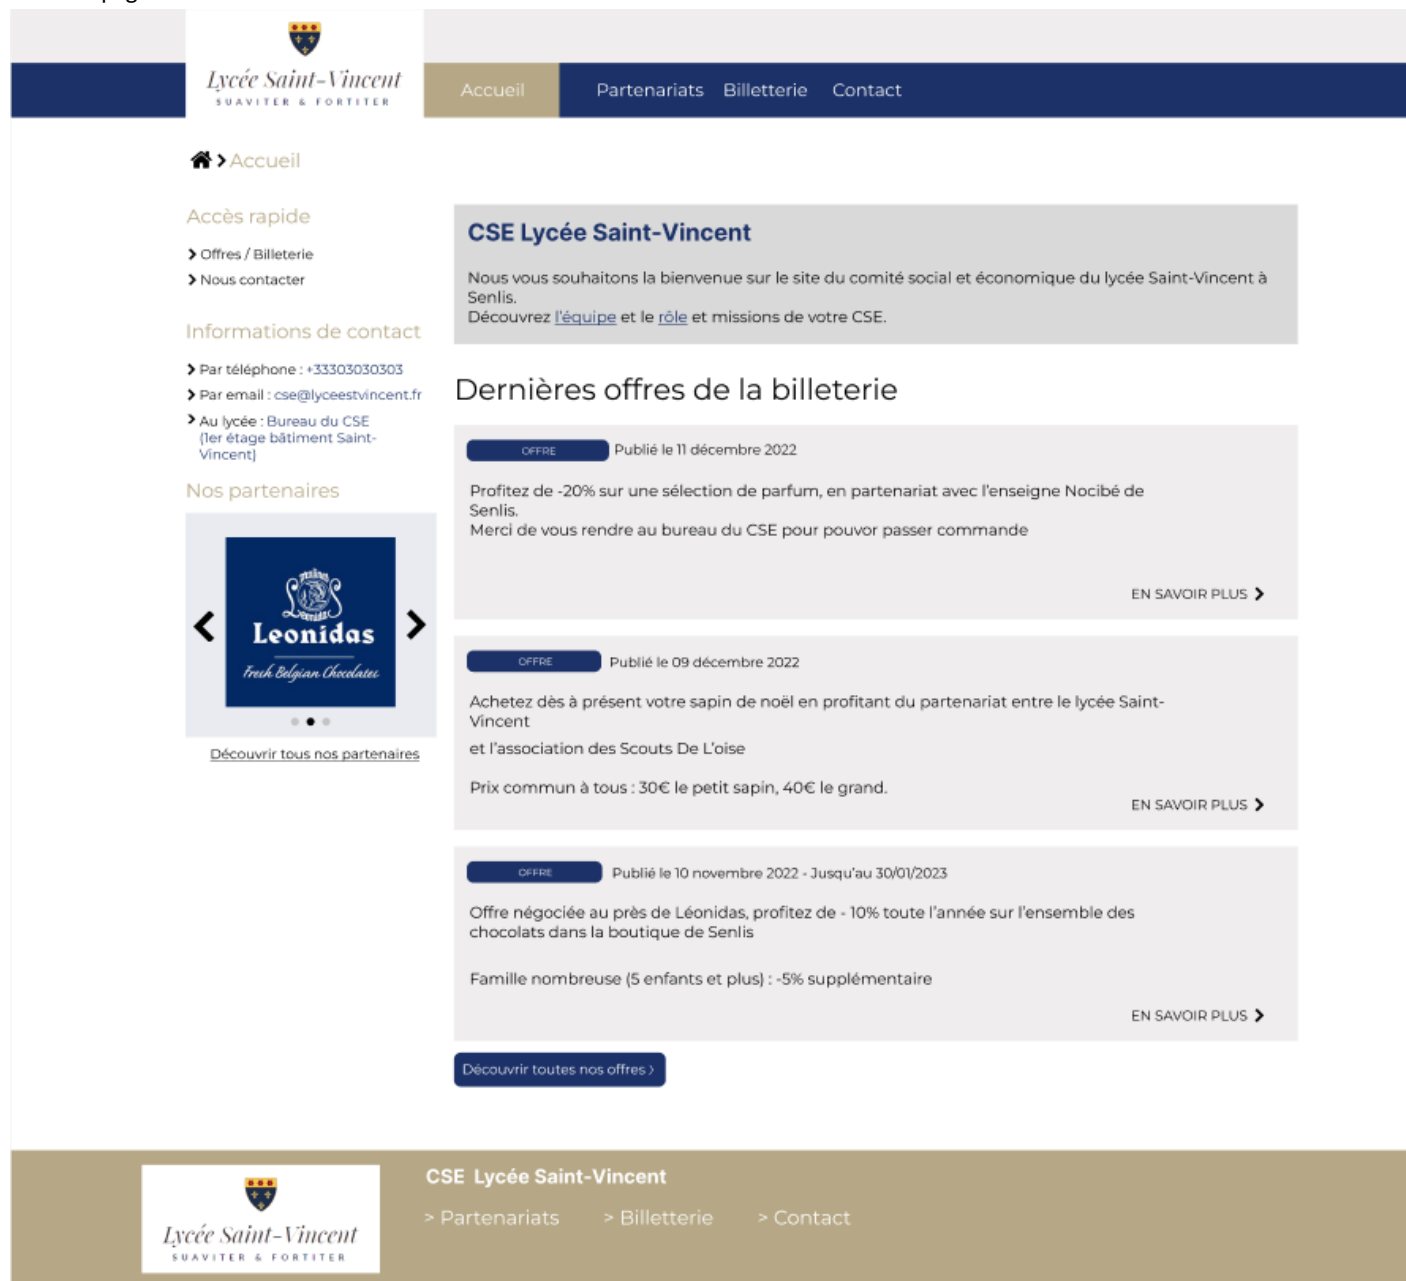 Lycée Saint-Vincent
SUAVITER & FORTITER
Accueil
Partenariats
Billetterie
Contact
Accueil
Accès rapide
Offres / Billeterie
Nous contacter
Informations de contact
Par téléphone : +33303030303
Par email : cse@lyceestvincent.fr
Au lycée : Bureau du CSE
(1er étage bâtiment Saint-
Vincent)
Nos partenaires
Leonidas
Leonidas
Fresh Belgian Chocolates
Découvrir tous nos partenaires
CSE Lycée Saint-Vincent
Nous vous souhaitons la bienvenue sur le site du comité social et économique du lycée Saint-Vincent à
Senlis.
Découvrez l'équipe et le rôle et missions de votre CSE.
Dernières offres de la billeterie
OFFRE
Publié le 11 décembre 2022
Profitez de -20% sur une sélection de parfum, en partenariat avec l'enseigne Nocibé de
Senlis.
Merci de vous rendre au bureau du CSE pour pouvor passer commande
EN SAVOIR PLUS
OFFRE
Publié le 09 décembre 2022
Achetez dès à présent votre sapin de noël en profitant du partenariat entre le lycée Saint-
Vincent
et l'association des Scouts De L'oise
Prix commun à tous : 30€ le petit sapin, 40€ le grand.
EN SAVOIR PLUS
OFFRE
Publié le 10 novembre 2022 - Jusqu'au 30/01/2023
Offre négociée au près de Léonidas, profitez de - 10% toute l'année sur l'ensemble des
chocolats dans la boutique de Senlis
Famille nombreuse (5 enfants et plus) : -5% supplémentaire
EN SAVOIR PLUS
Découvrir toutes nos offres >
Lycée Saint-Vincent
SUAVITER & FORTITER
CSE Lycée Saint-Vincent
> Partenariats
> Billetterie
> Contact